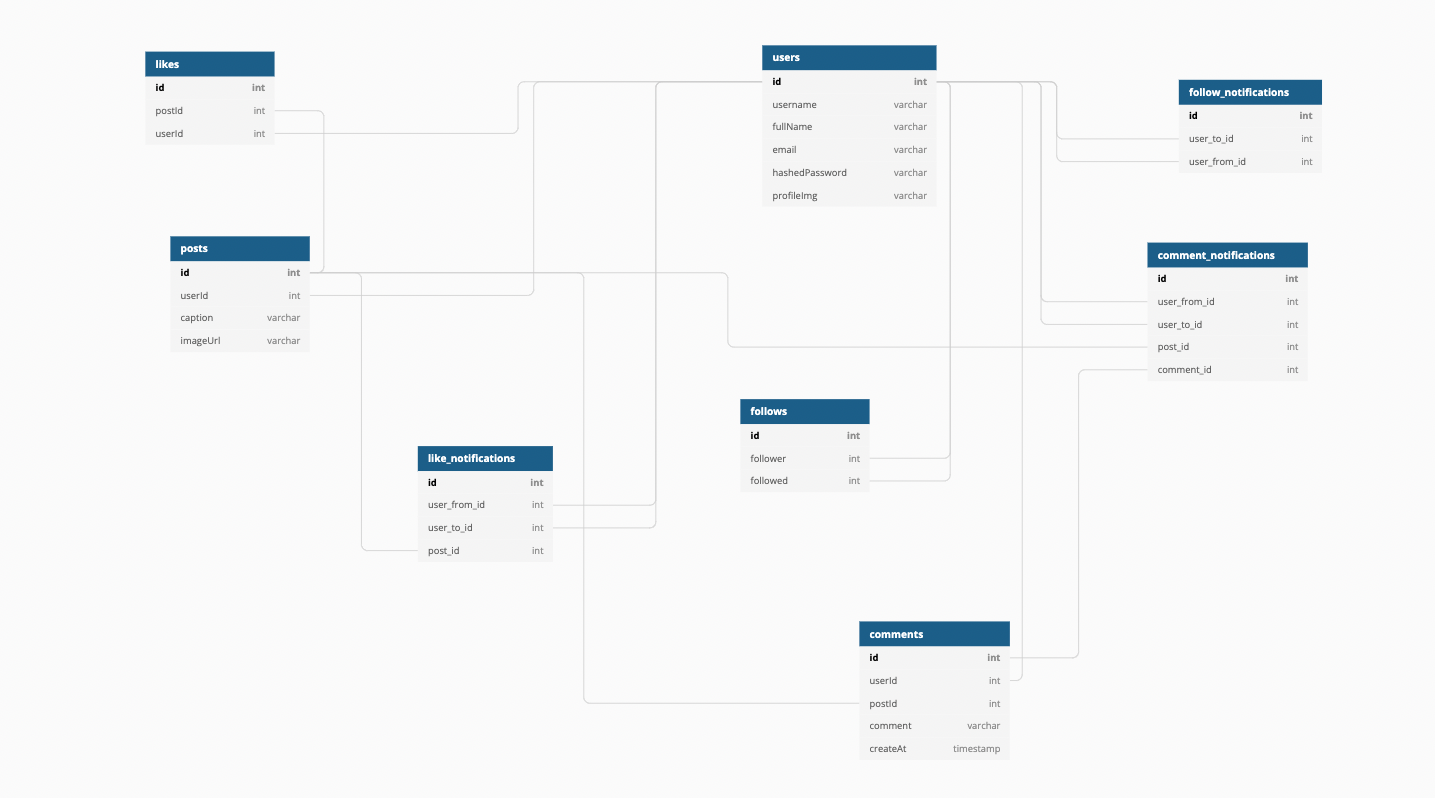 likes
id int
postId int
userId int
users
id int
username varchar
fullName varchar
email varchar
hashedPassword varchar
profileImg varchar
follow_notifications
id int
user_to_id int
user_from_id int
posts
id int
userId int
caption varchar
imageUrl varchar
comment_notifications
id int
user_from_id int
user_to_id int
post_id int
comment_id int
follows
id int
follower int
followed int
like_notifications
id int
user_from_id int
user_to_id int
post_id int
comments
id int
userId int
postId int
comment varchar
createAt timestamp